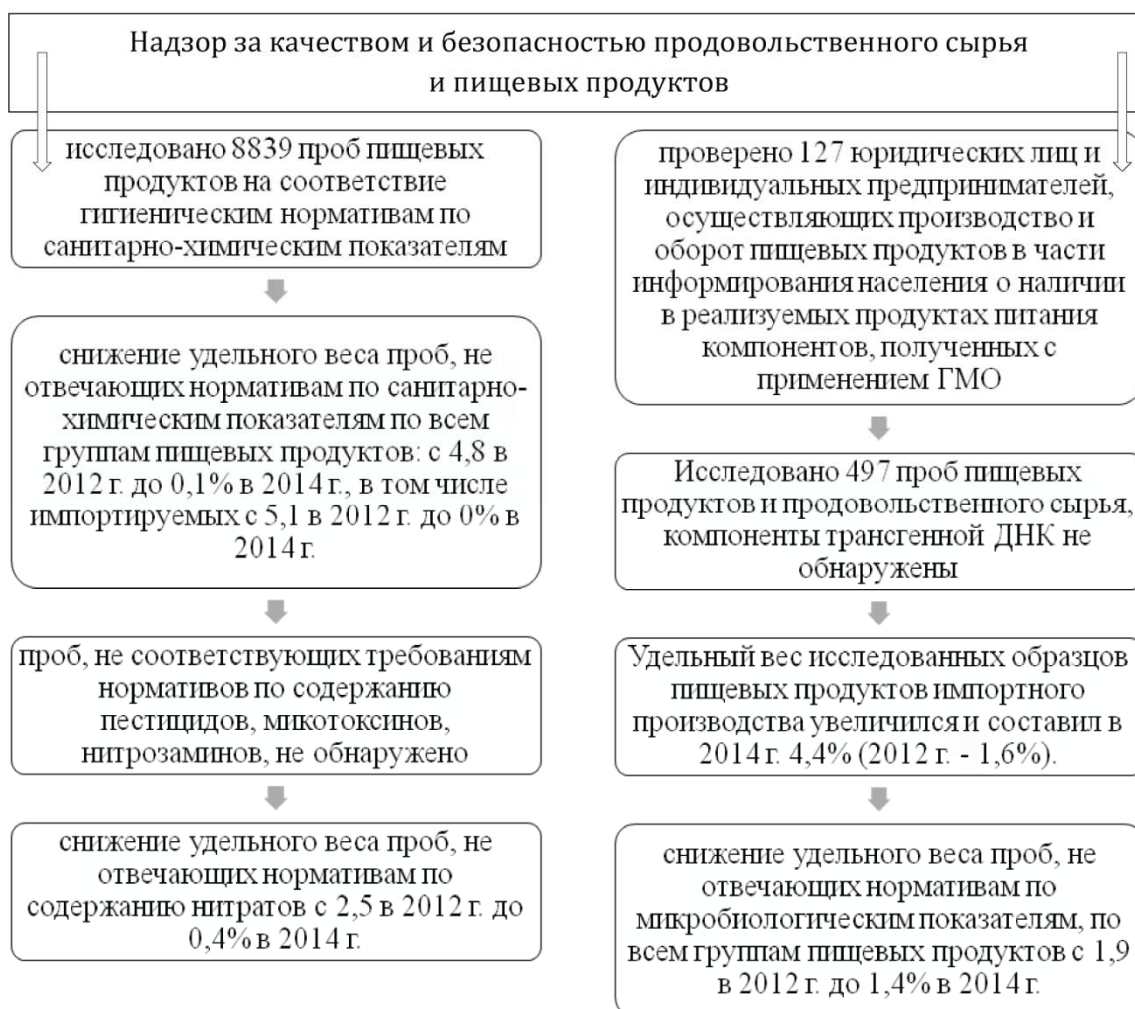 Надзор за качеством и безопасностью продовольственного сырья
и пищевых продуктов
исследовано 8839 проб пищевых
продуктов на соответствие
гигиеническим нормативам по
санитарно-химическим показателям
снижение удельного веса проб, не
отвечающих нормативам по санитарно-
химическим показателям по всем
группам пищевых продуктов: с 4,8 в
2012 г. до 0,1% в 2014 г., в том числе
импортируемых с 5,1 в 2012 г. до 0% в
2014 г.
проб, не соответствующих требованиям
нормативов по содержанию
пестицидов, микотоксинов,
нитрозаминов, не обнаружено
снижение удельного веса проб, не
отвечающих нормативам по
содержанию нитратов с 2,5 в 2012 г. до
0,4% в 2014 г.
проверено 127 юридических лиц и
индивидуальных предпринимателей,
осуществляющих производство и
оборот пищевых продуктов в части
информирования населения о наличии
в реализуемых продуктах питания
компонентов, полученных с
применением ГМО
Исследовано 497 проб пищевых
продуктов и продовольственного сырья,
компоненты трансгенной ДНК не
обнаружены
Удельный вес исследованных образцов
пищевых продуктов импортного
производства увеличился и составил в
2014 г. 4,4% (2012 г. - 1,6%).
снижение удельного веса проб, не
отвечающих нормативам по
микробиологическим показателям, по
всем группам пищевых продуктов с 1,9
в 2012 г. до 1,4% в 2014 г.